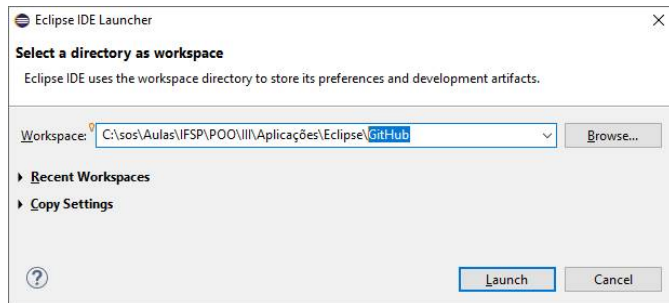 Eclipse IDE Launcher
Select a directory as workspace
Eclipse IDE uses the workspace directory to store its preferences and development artifacts.
Workspace: C:\sos\Aulas\IFSP\POO\III\Aplicações\Eclipse\GitHub Browse...
Recent Workspaces
Copy Settings
? Launch Cancel